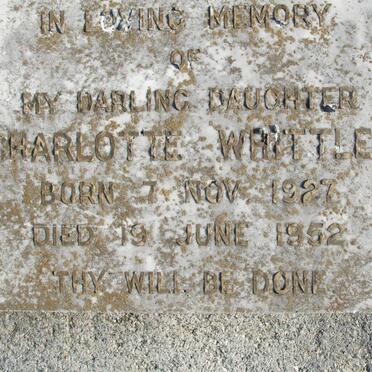 IN LOVING MEMORY
OF
MY DARLING DAUGHTER
CHARLOTTE WHITTLE
BORN 7 NOV 1927
DIED 19 JUNE 1952
THY WILL BE DONE